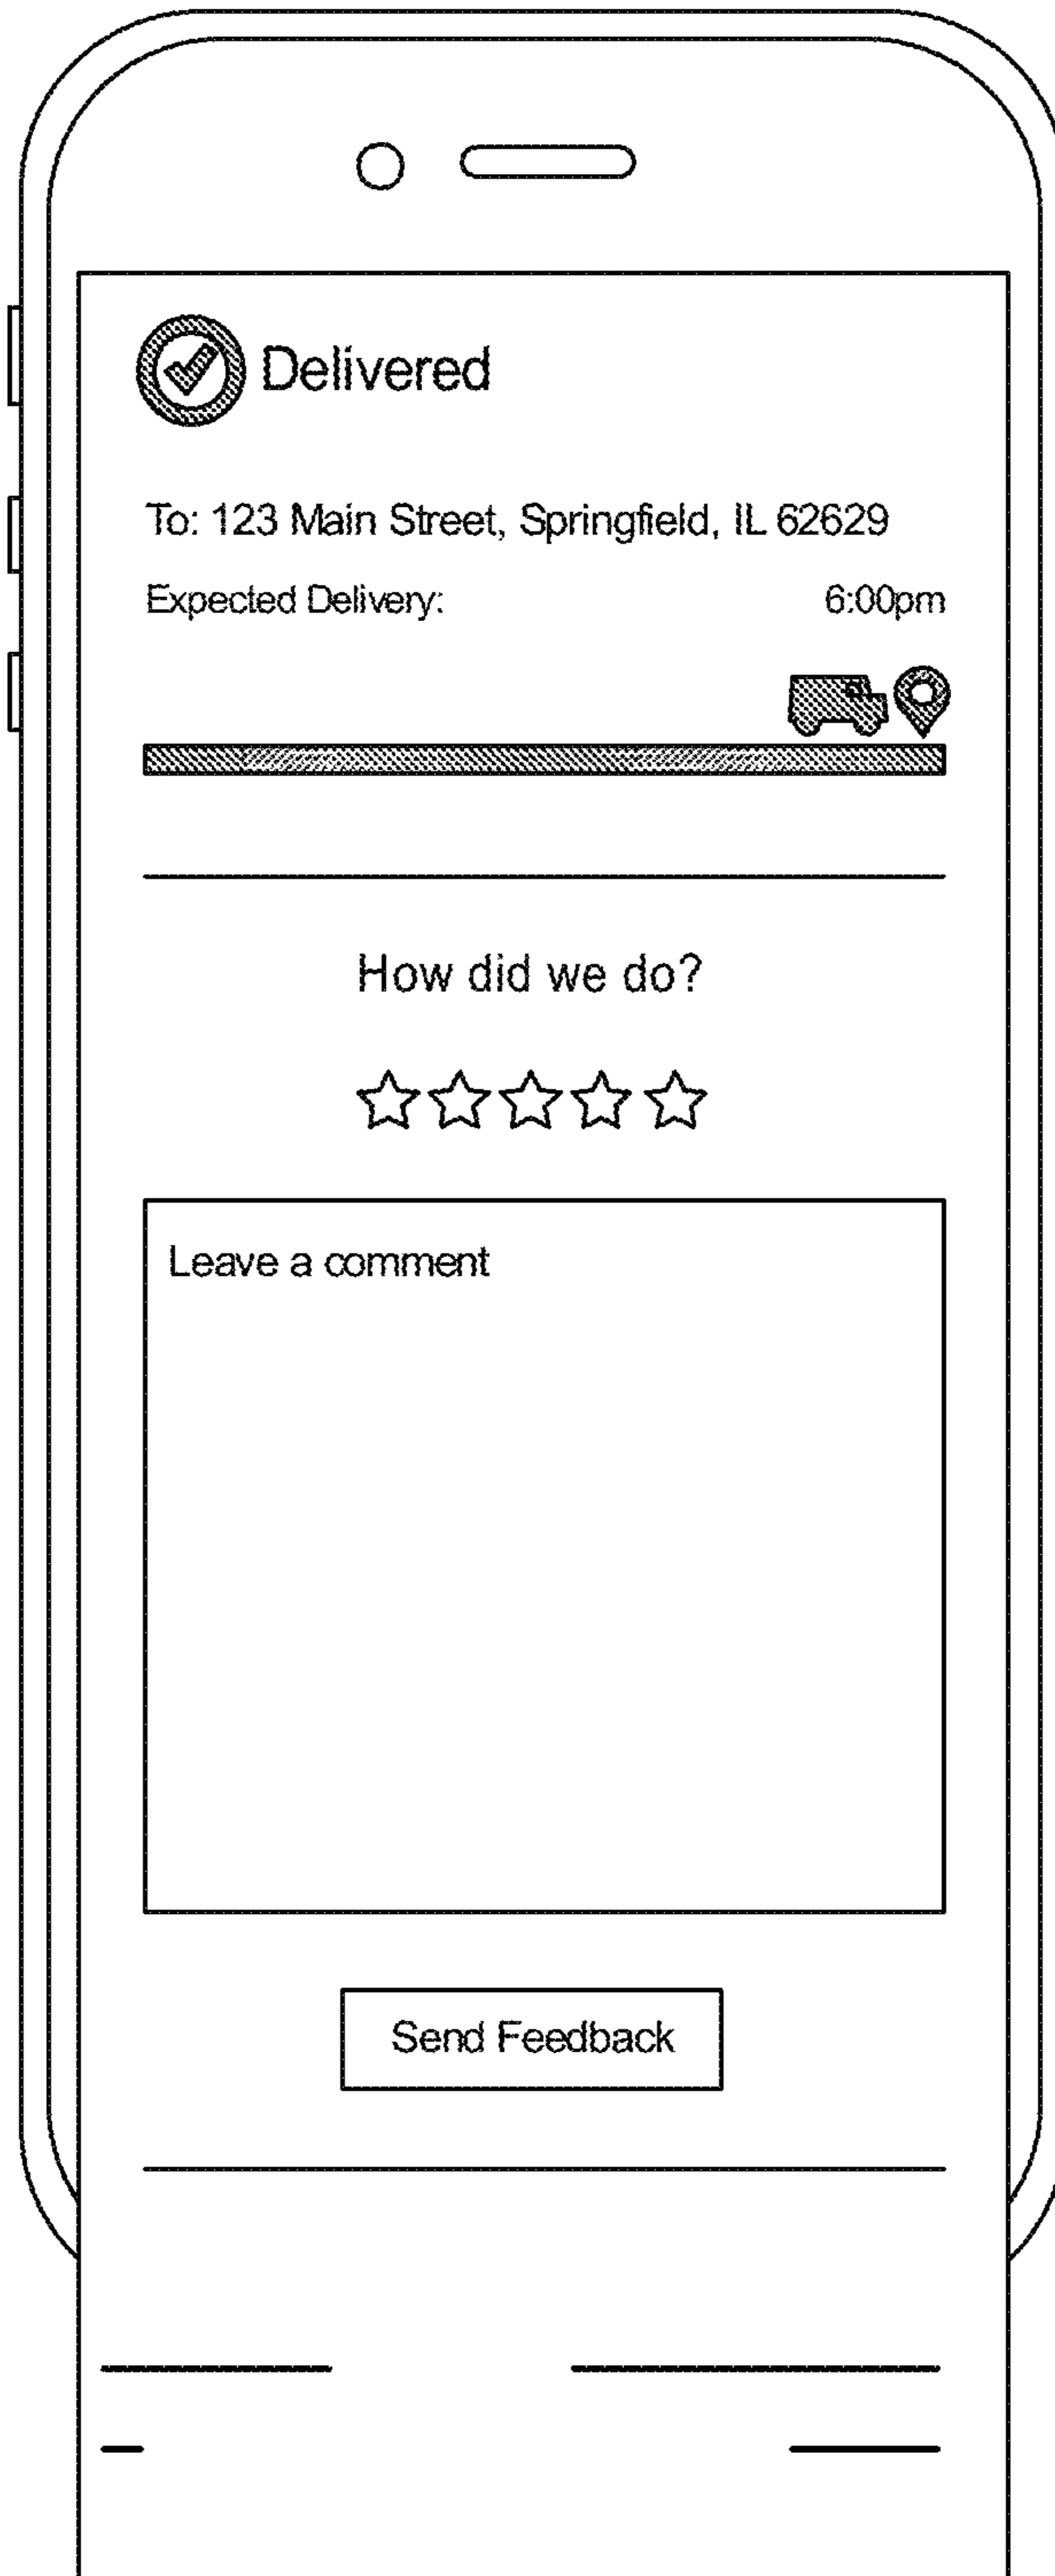 Delivered
To: 123 Main Street, Springfield, IL 62629
Expected Delivery: 6:00pm
How did we do?
Leave a comment
Send Feedback